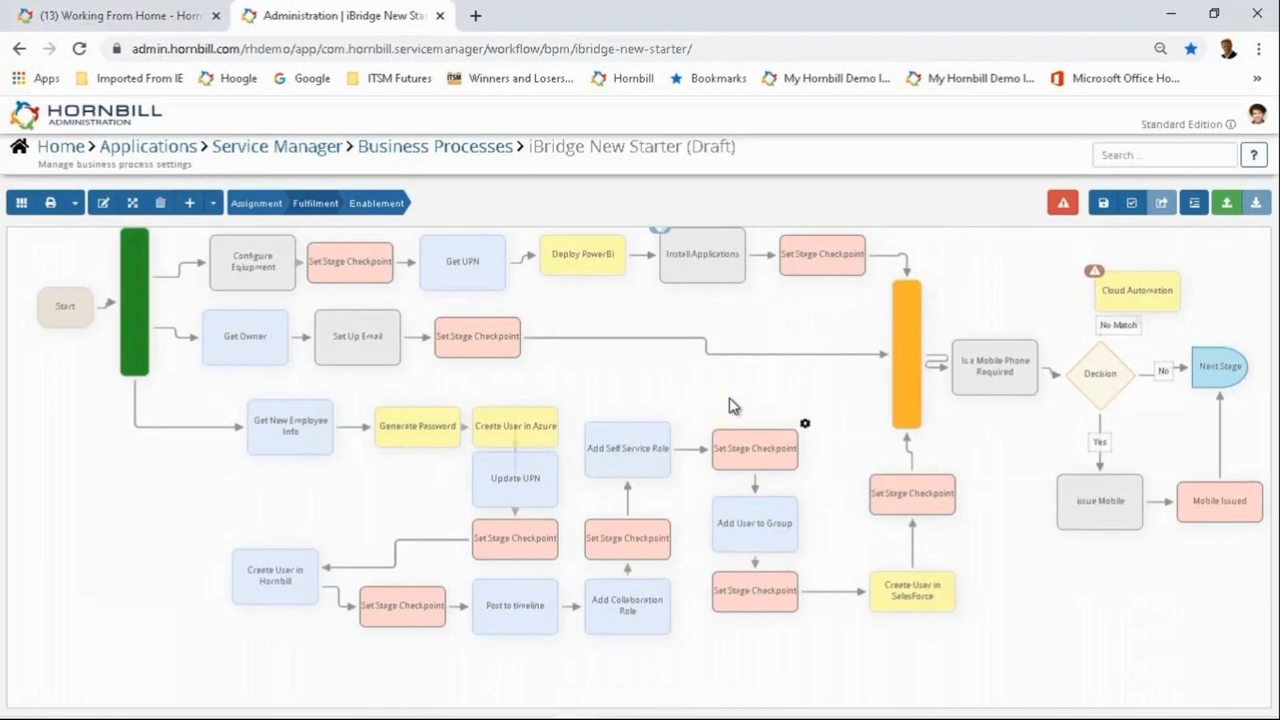 (13) Working From Home - Horn
Administration | iBridge New Star
admin.hornbill.com/rhdemo/app/com.hornbill.servicemanager/workflow/bpm/ibridge-new-starter/
Apps
Imported From IE
Hoogle
Google
ITSM Futures
Winners and Losers...
Hornbill
Bookmarks
My Hornbill Demo I...
My Hornbill Demo I...
Microsoft Office Ho...
»
HORNBILL
ADMINISTRATION
Standard Edition
Home > Applications > Service Manager > Business Processes > iBridge New Starter (Draft)
Manage business process settings
Search ...
?
Assignment
Fulfilment
Enablement
Start
Configure
Equipment
Set Stage Checkpoint
Get UPN
Deploy PowerBi
Install Applications
Set Stage Checkpoint
Cloud Automation
No Match
Get Owner
Set Up Email
Set Stage Checkpoint
Is a Mobile Phone
Required
Decision
No
Next Stage
Get New Employee
Info
Generate Password
Create User in Azure
Update UPN
Add Self Service Role
Set Stage Checkpoint
Yes
Set Stage Checkpoint
issue Mobile
Mobile Issued
Set Stage Checkpoint
Set Stage Checkpoint
Add User to Group
Create User in
Hornbill
Set Stage Checkpoint
Post to timeline
Add Collaboration
Role
Set Stage Checkpoint
Create User in
SalesForce